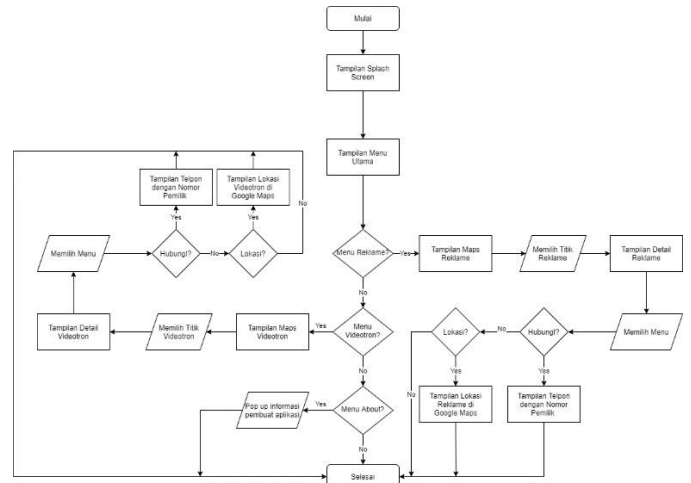 Mulai
Tampilan Splash
Screen
Tampilan Menu
Utama
Tampilan Telpon
dengan Nomor
Pemilik
Tampilan Lokasi
Videotron di
Google Maps
No
Yes
Yes
Memilih Menu
Hubungi?
No
Lokasi?
Menu Reklame?
Yes
Tampilan Maps
Reklame
Memilih Titik
Reklame
Tampilan Detail
Reklame
No
Tampilan Detail
Videotron
Memilih Titik
Videotron
Tampilan Maps
Videotron
Yes
Menu
Videotron?
Lokasi?
No
Hubungi?
Memilih Menu
No
Yes
Yes
No
Pop up informasi
pembuat aplikasi
Yes
Menu About?
Tampilan Lokasi
Reklame di
Google Maps
Tampilan Telpon
dengan Nomor
Pemilik
No
Selesai